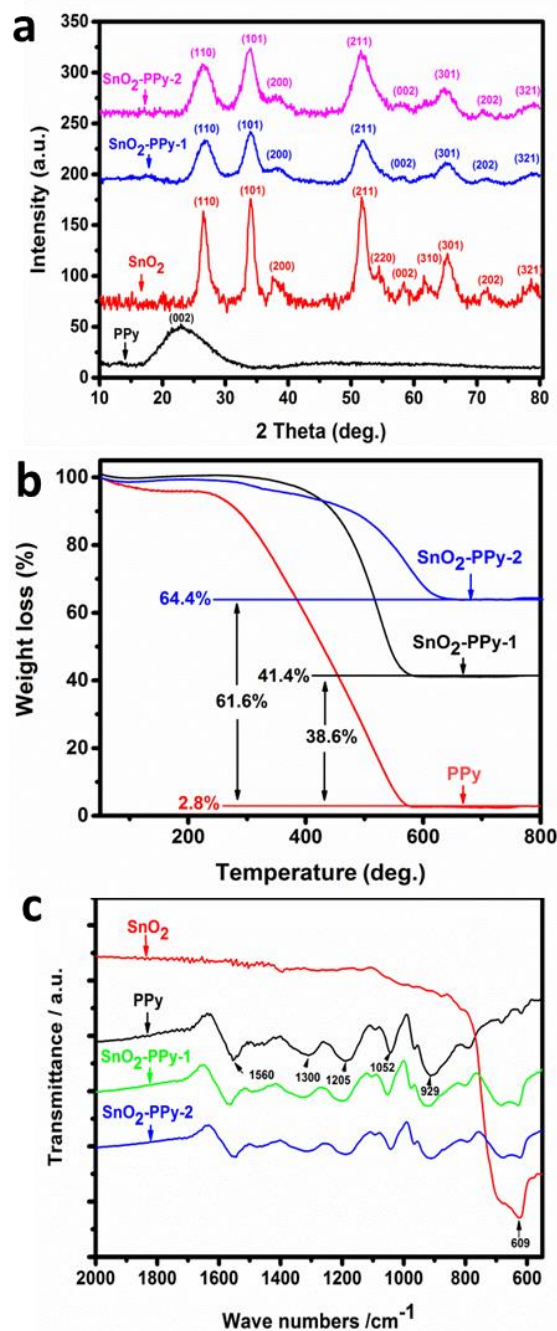 a
350
300
250
200
150
100
50
0
Intensity (a.u.)
SnO2-PPy-2
(110)
(101)
(200)
(211)
(002)
(301)
(202)
(321)
SnO2-PPy-1
(110)
(101)
(200)
(211)
(002)
(301)
(202)
(321)
SnO2
(110)
(101)
(200)
(211)
(220)
(002)
(310)
(301)
(202)
(321)
PPy
(002)
10 20 30 40 50 60 70 80
2 Theta (deg.)
b
100
80
60
40
20
0
Weight loss (%)
SnO2-PPy-2
64.4%
SnO2-PPy-1
41.4%
61.6%
38.6%
PPy
2.8%
200 400 600 800
Temperature (deg.)
c
Transmittance / a.u.
SnO2
PPy
SnO2-PPy-1
SnO2-PPy-2
1560
1300
1205
1052
929
609
2000 1800 1600 1400 1200 1000 800 600
Wave numbers /cm-1